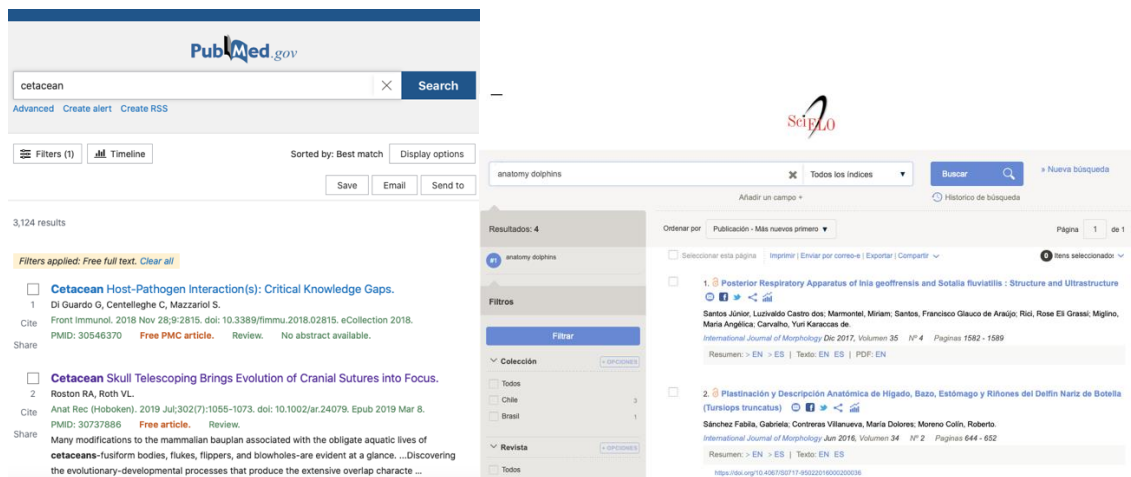 PubMed.gov
cetacean
Search
Advanced Create alert Create RSS
Filters (1) Timeline
Sorted by: Best match Display options
Save Email Send to
3,124 results
Filters applied: Free full text. Clear all
Cetacean Host-Pathogen Interaction(s): Critical Knowledge Gaps.
1 Di Guardo G, Centelleghe C, Mazzariol S.
Cite Front Immunol. 2018 Nov 28;9:2815. doi: 10.3389/fimmu.2018.02815. eCollection 2018.
PMID: 30546370 Free PMC article. Review. No abstract available.
Share
Cetacean Skull Telescoping Brings Evolution of Cranial Sutures into Focus.
2 Roston RA, Roth VL.
Cite Anat Rec (Hoboken). 2019 Jul;302(7):1055-1073. doi: 10.1002/ar.24079. Epub 2019 Mar 8.
PMID: 30737886 Free article. Review.
Share
Many modifications to the mammalian bauplan associated with the obligate aquatic lives of
cetaceans-fusiform bodies, flukes, flippers, and blowholes-are evident at a glance. ...Discovering
the evolutionary-developmental processes that produce the extensive overlap characte ...
SciELO
anatomy dolphins Todos los índices Buscar » Nueva búsqueda
Añadir un campo + Historico de búsqueda
Resultados: 4
#1 anatomy dolphins
Filtros
Filtrar
Colección + OPCIONES
Todos
Chile 3
Brasil 1
Revista + OPCIONES
Todos
Ordenar por Publicación - Más nuevos primero Página 1 de 1
Seleccionar esta página Imprimir | Enviar por correo-e | Exportar | Compartir 0 Itens seleccionados
1. Posterior Respiratory Apparatus of Inia geoffrensis and Sotalia fluviatilis : Structure and Ultrastructure
Santos Júnior, Luzivaldo Castro dos; Marmontel, Miriam; Santos, Francisco Glauco de Araújo; Rici, Rose Eli Grassi; Miglino,
Maria Angélica; Carvalho, Yuri Karaccas de.
International Journal of Morphology Dic 2017, Volumen 35 Nº 4 Paginas 1582 - 1589
Resumen: > EN > ES | Texto: EN ES | PDF: EN
2. Plastinación y Descripción Anatómica de Hígado, Bazo, Estómago y Riñones del Delfín Nariz de Botella
(Tursiops truncatus)
Sánchez Fabila, Gabriela; Contreras Villanueva, María Dolores; Moreno Colín, Roberto.
International Journal of Morphology Jun 2016, Volumen 34 Nº 2 Paginas 644 - 652
Resumen: > EN > ES | Texto: EN ES
https://doi.org/10.4067/S0717-95022016000200036